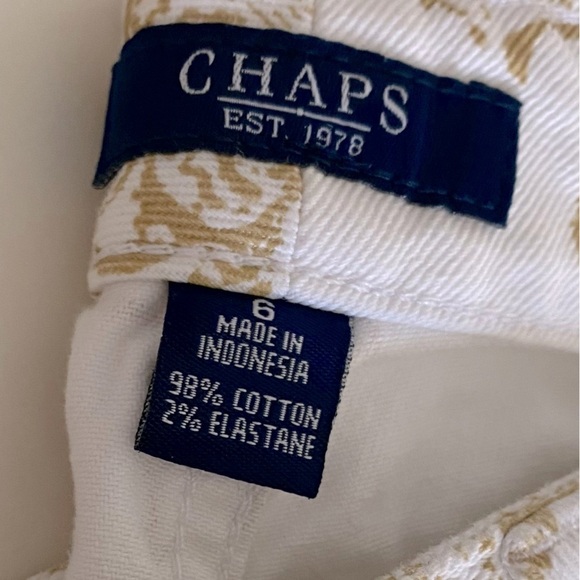 CHAPS
EST. 1978
6
MADE IN
INDONESIA
98% COTTON
2% ELASTANE